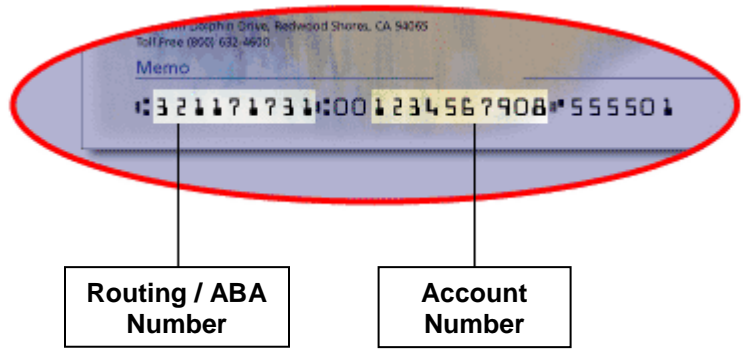 Dolphin Drive, Redwood Shores, CA 94065
Toll Free (800) 632-4600
Memo
⑆321171731⑆001234567908⑈555501
Routing / ABA
Number
Account
Number